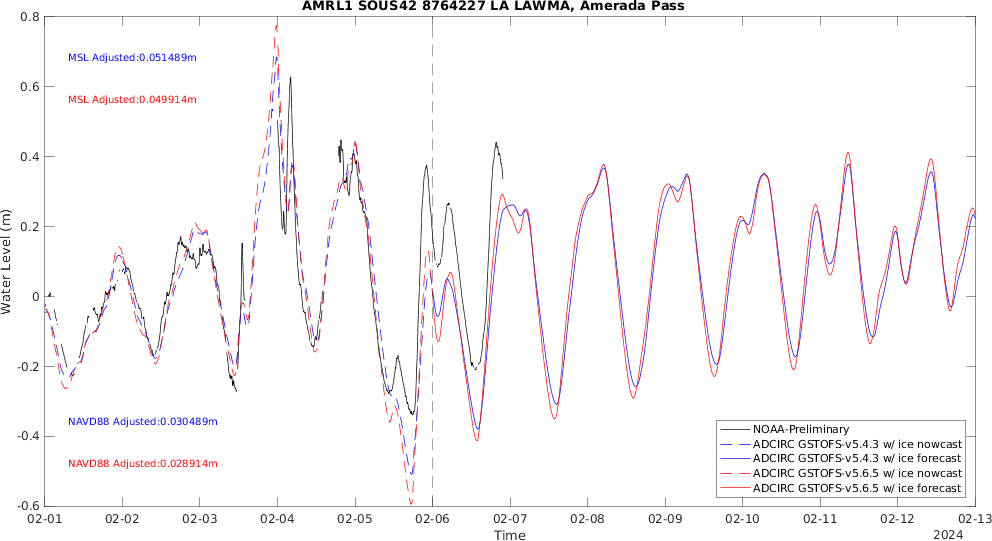 AMRL1 SOUS42 8764227 LA LAWMA, Amerada Pass
0.8
0.6
0.4
0.2
0
-0.2
-0.4
-0.6
Water Level (m)
MSL Adjusted:0.051489m
MSL Adjusted:0.049914m
NAVD88 Adjusted:0.030489m
NAVD88 Adjusted:0.028914m
NOAA-Preliminary
ADCIRC GSTOFS-v5.4.3 w/ ice nowcast
ADCIRC GSTOFS-v5.4.3 w/ ice forecast
ADCIRC GSTOFS-v5.6.5 w/ ice nowcast
ADCIRC GSTOFS-v5.6.5 w/ ice forecast
02-01 02-02 02-03 02-04 02-05 02-06 02-07 02-08 02-09 02-10 02-11 02-12 02-13
Time
2024